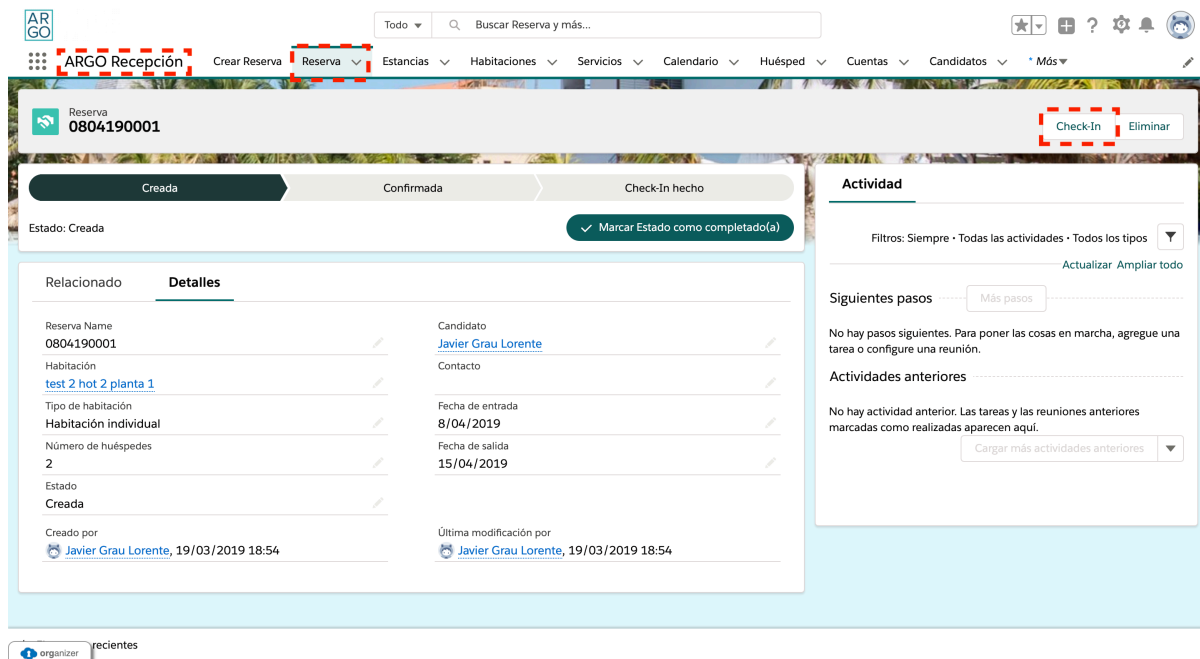 AR
GO
Todo
Buscar Reserva y más...
ARGO Recepción
Crear Reserva
Reserva
Estancias
Habitaciones
Servicios
Calendario
Huésped
Cuentas
Candidatos
* Más
Reserva
0804190001
Check-In
Eliminar
Creada
Confirmada
Check-In hecho
Estado: Creada
Marcar Estado como completado(a)
Relacionado
Detalles
Reserva Name
0804190001
Candidato
Javier Grau Lorente
Habitación
test 2 hot 2 planta 1
Contacto
Tipo de habitación
Habitación individual
Fecha de entrada
8/04/2019
Número de huéspedes
2
Fecha de salida
15/04/2019
Estado
Creada
Creado por
Javier Grau Lorente, 19/03/2019 18:54
Última modificación por
Javier Grau Lorente, 19/03/2019 18:54
Actividad
Filtros: Siempre • Todas las actividades • Todos los tipos
Actualizar Ampliar todo
Siguientes pasos
Más pasos
No hay pasos siguientes. Para poner las cosas en marcha, agregue una
tarea o configure una reunión.
Actividades anteriores
No hay actividad anterior. Las tareas y las reuniones anteriores
marcadas como realizadas aparecen aquí.
Cargar más actividades anteriores
recientes
organizer